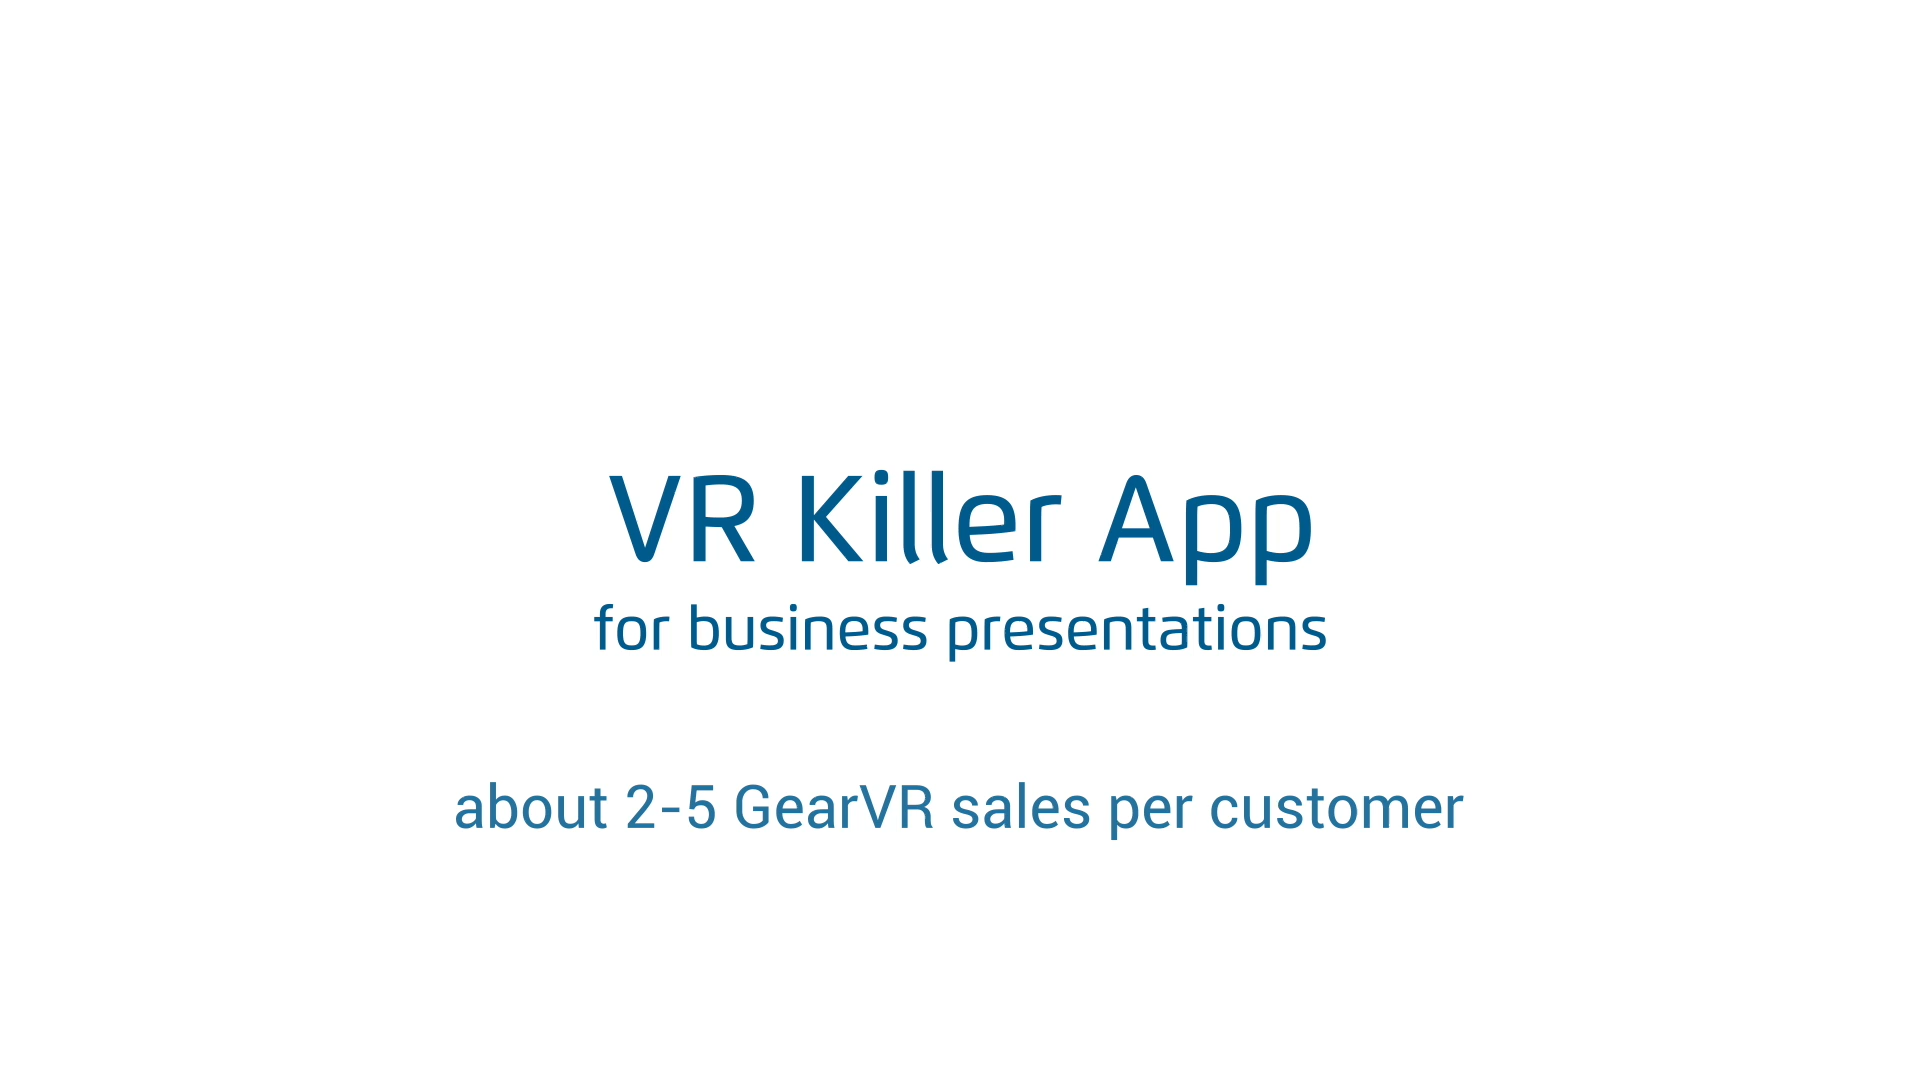 VR Killer App
for business presentations
about 2-5 GearVR sales per customer